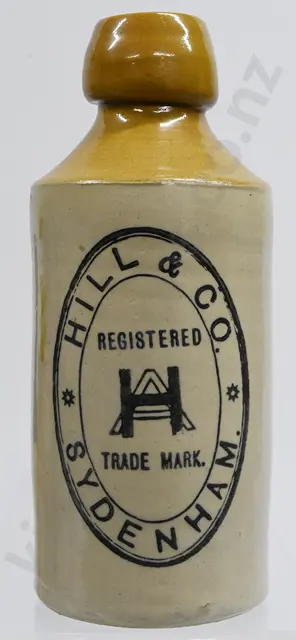 HILL & CO.
REGISTERED
H
TRADE MARK.
SYDENHAM.